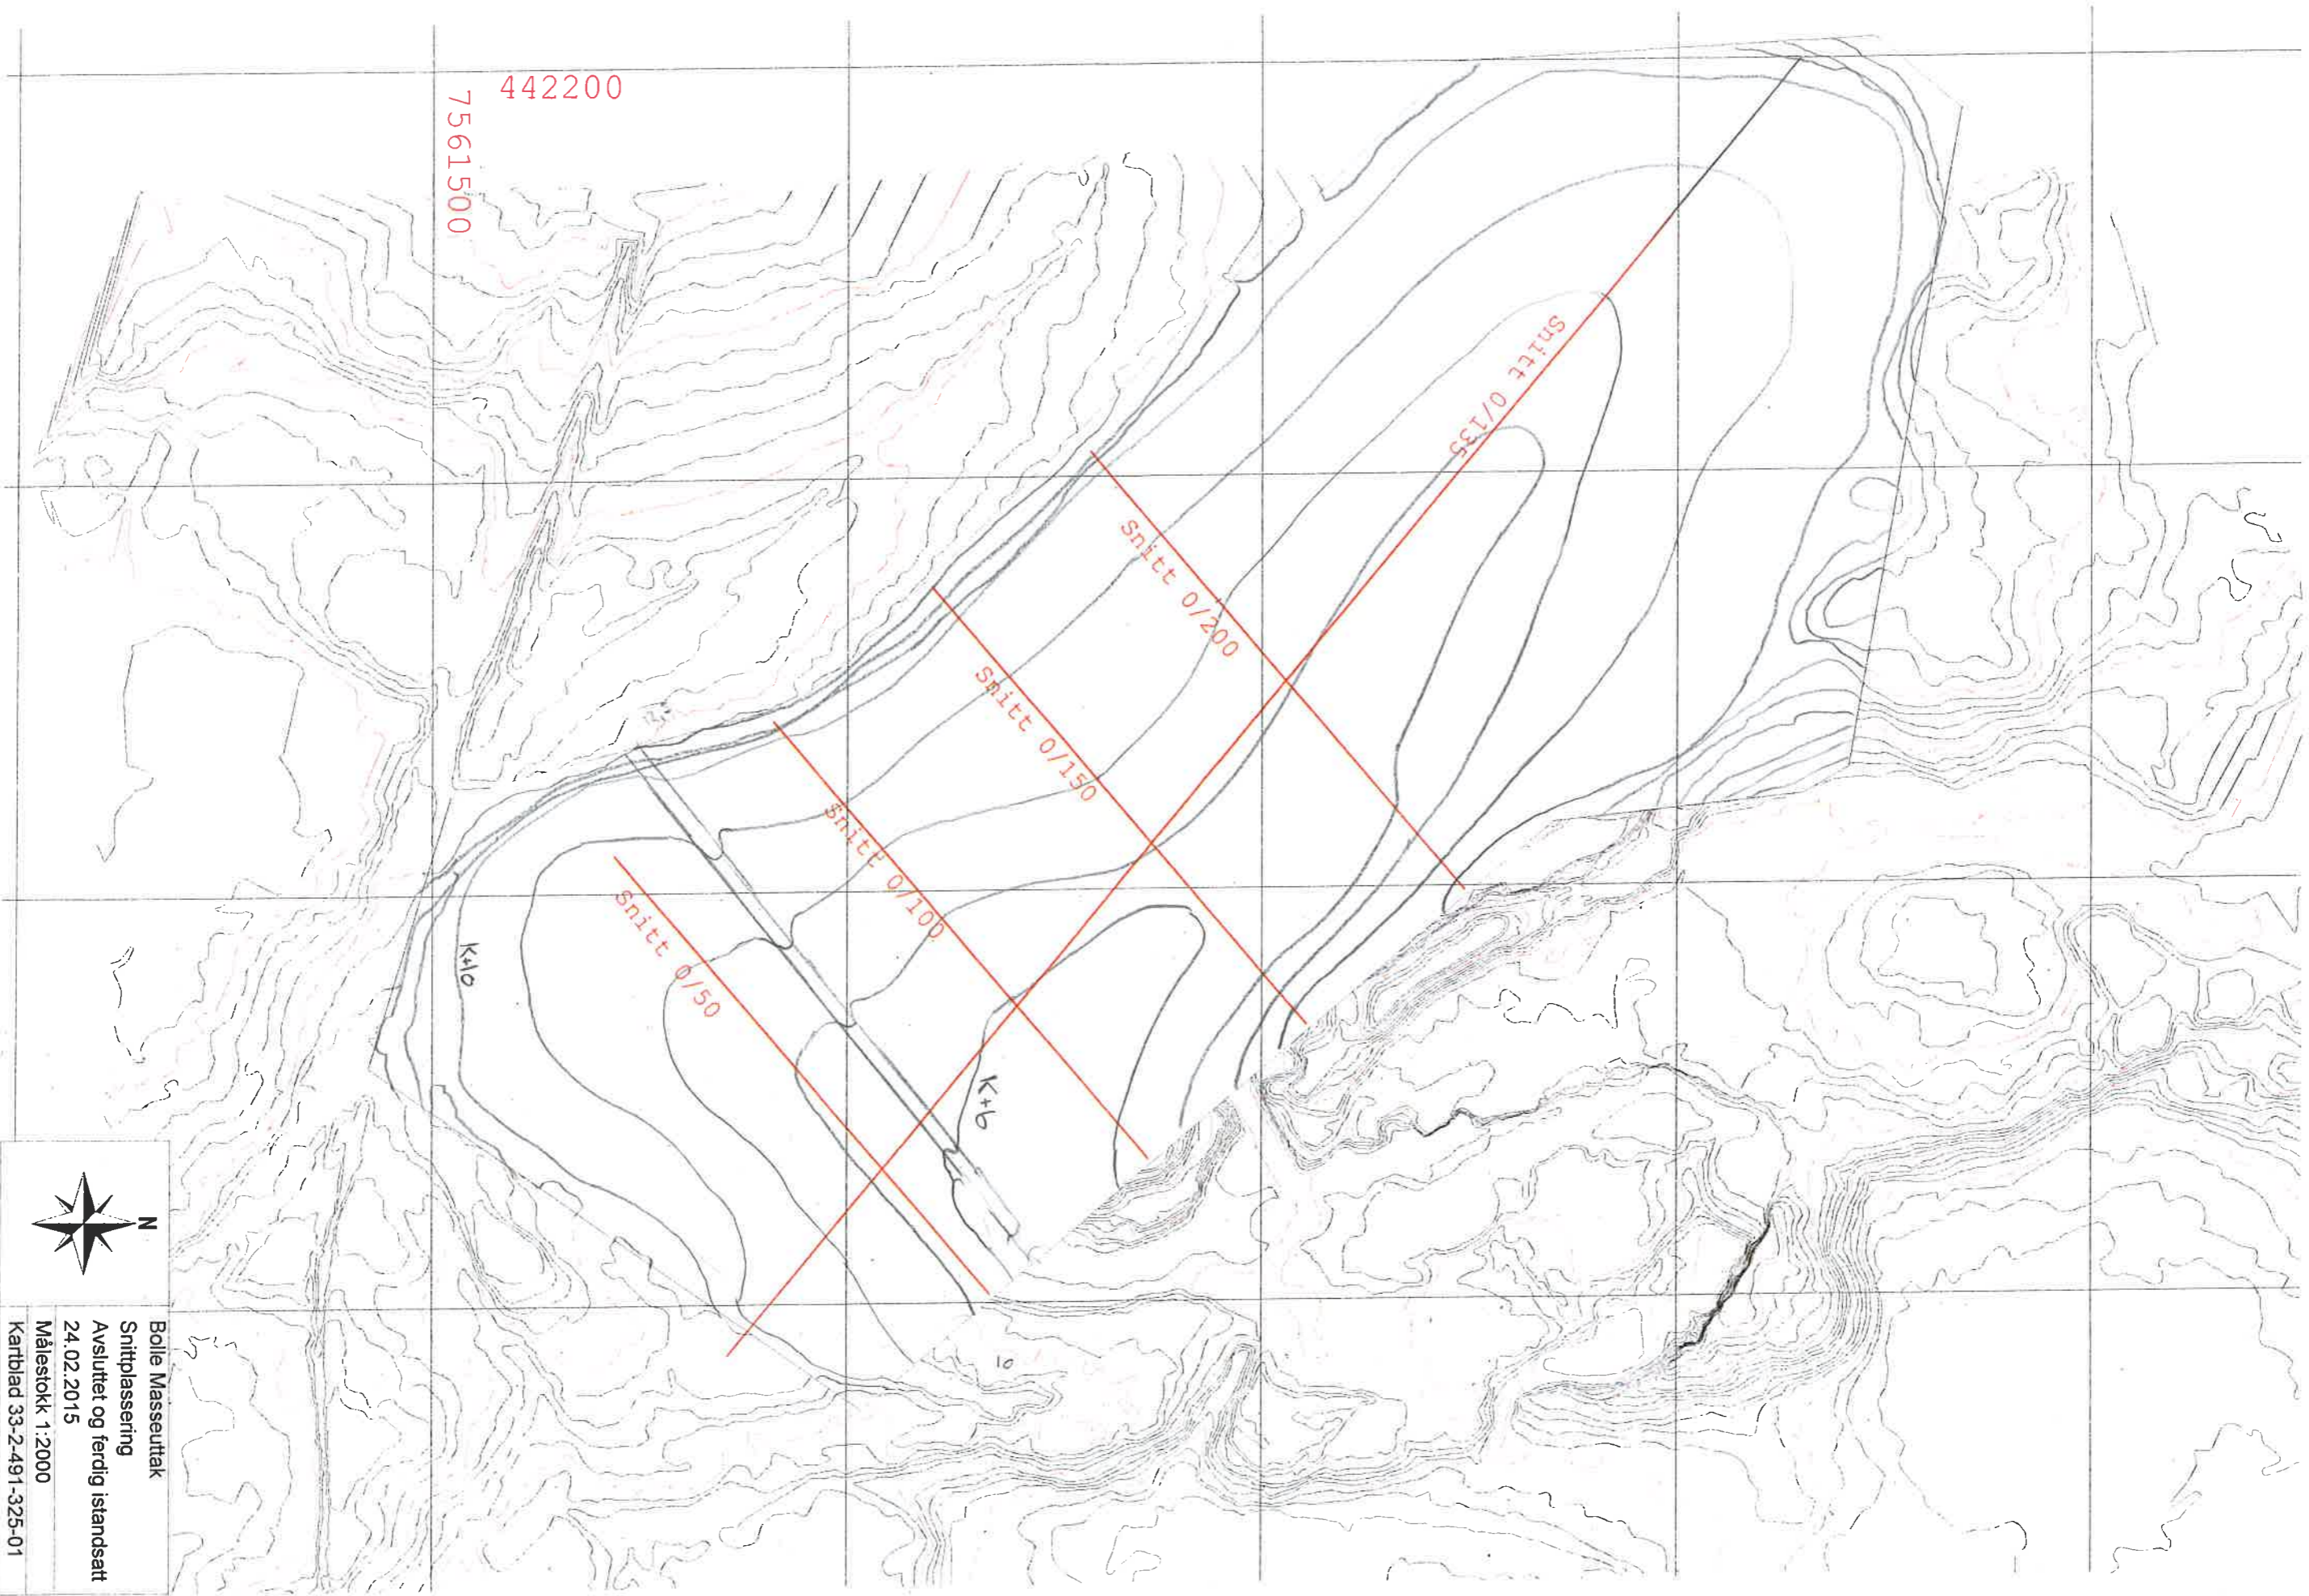 442200
7561500
Snitt 0/135
Snitt 0/200
Snitt 0/150
Snitt 0/100
Snitt 0/50
K+10
K+6
10
N
Bolle Masseuttak
Snittplassering
Avsluttet og ferdig istandsatt
24.02.2015
Målestokk 1:2000
Kartblad 33-2-491-325-01